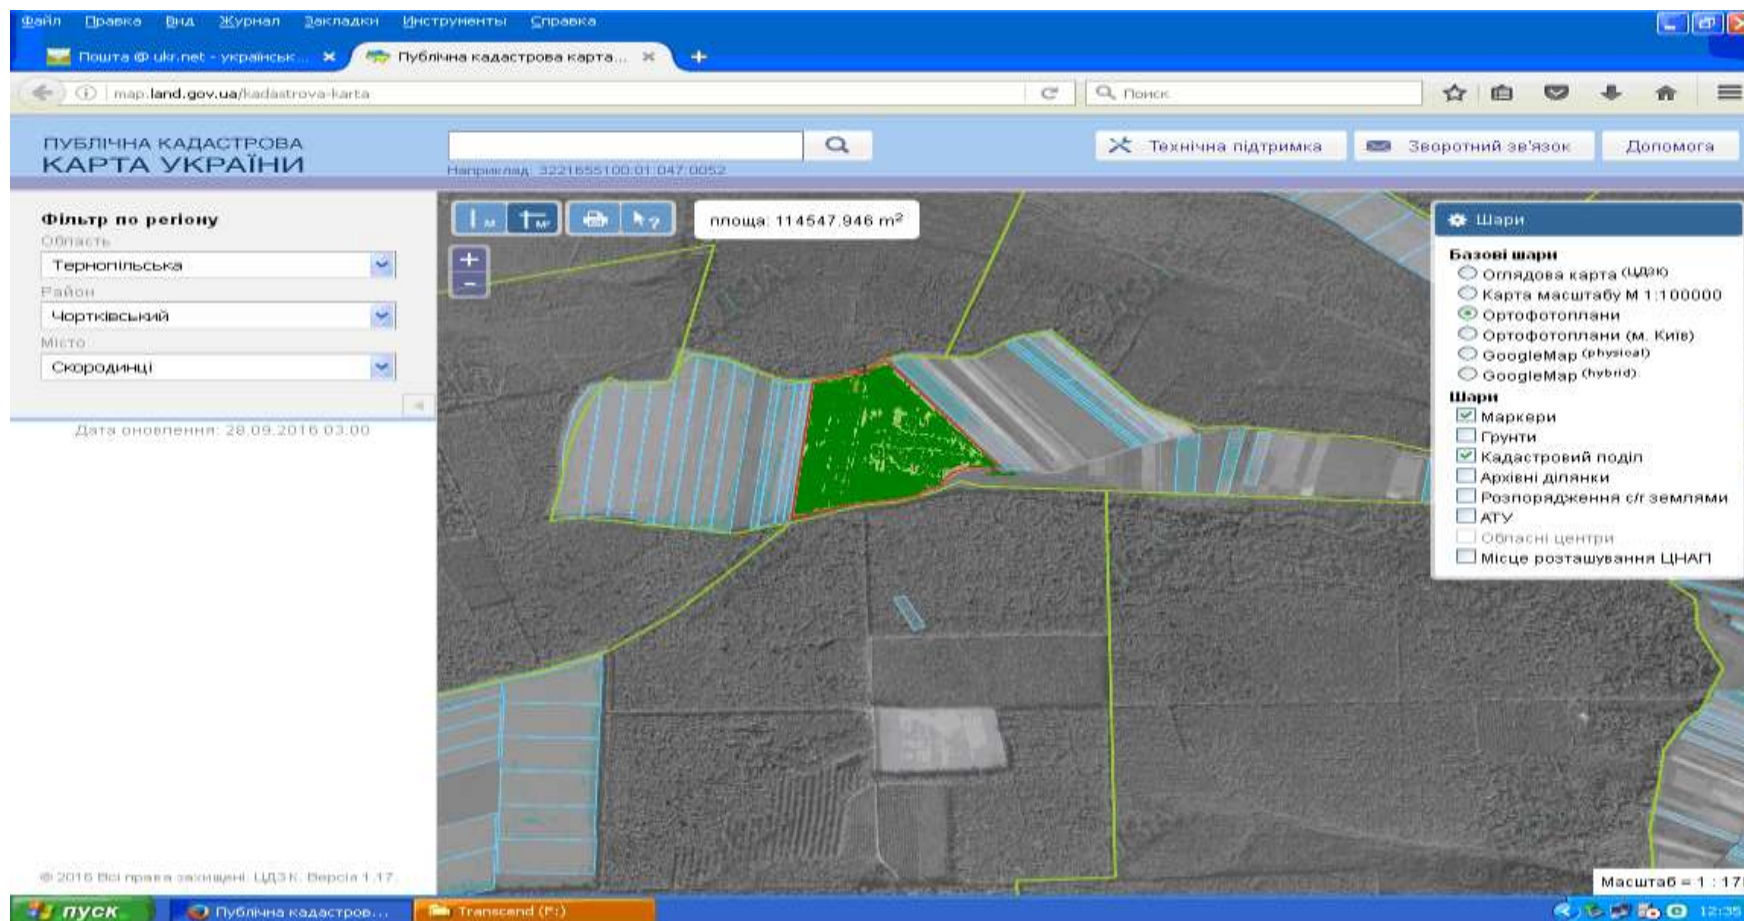 Файл Правка Вид Журнал Закладки Инструменты Справка
Пошта @ ukr.net - українськ... Публічна кадастрова карта...
map.land.gov.ua/kadastrova-karta Поиск
ПУБЛІЧНА КАДАСТРОВА
КАРТА УКРАЇНИ
Технічна підтримка Зворотний зв'язок Допомога
Наприклад: 3221655100:01:047:0052
Фільтр по регіону
Область
Тернопільська
Район
Чортківський
Місто
Скородинці
Дата оновлення: 28.09.2016 03:00
© 2016 Всі права захищені. ЦДЗК. Версія 1.17.
М М² ?
площа: 114547.946 m²
+
-
Шари
Базові шари
Оглядова карта (ЦДЗК)
Карта масштабу М 1:100000
Ортофотоплани
Ортофотоплани (м. Київ)
GoogleMap (physical)
GoogleMap (hybrid)
Шари
Маркери
Грунти
Кадастровий поділ
Архівні ділянки
Розпорядження с/г землями
АТУ
Обласні центри
Місце розташування ЦНАП
Масштаб = 1 : 17
пуск Публічна кадастров... Transcend (F:) 12:35